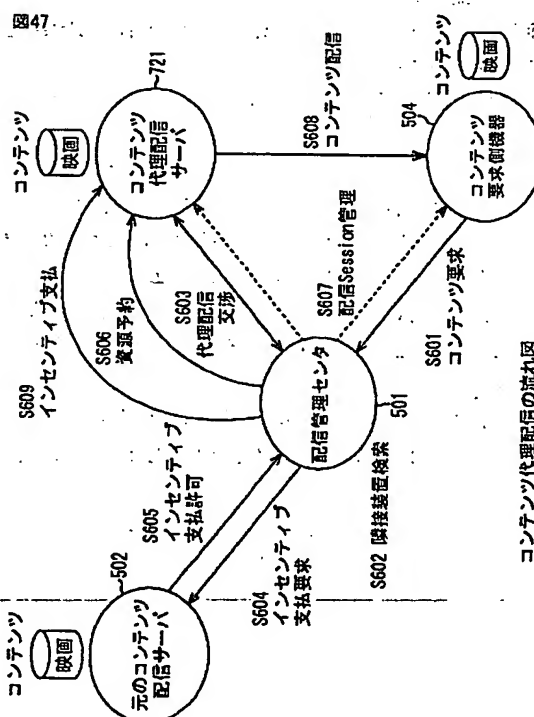 図47
コンテンツ
映画
721
コンテンツ
代理配信
サーバ
S608
コンテンツ配信
コンテンツ
映画
504
コンテンツ
要求側機器
S609
インセンティブ支払
S606
資源予約
S603
代理配信
交渉
S607
配信Session管理
S601
コンテンツ要求
配信管理センタ
501
S602 隣接装置検索
S605
インセンティブ
支払許可
S604
インセンティブ
支払要求
コンテンツ
映画
502
元のコンテンツ
配信サーバ
コンテンツ代理配信の流れ図